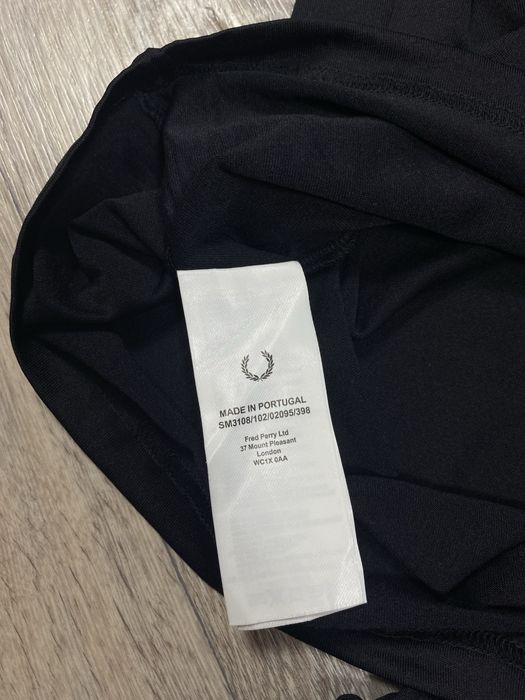 MADE IN PORTUGAL
SM3108/102/02095/398
Fred Perry Ltd
37 Mount Pleasant
London
WC1X 0AA